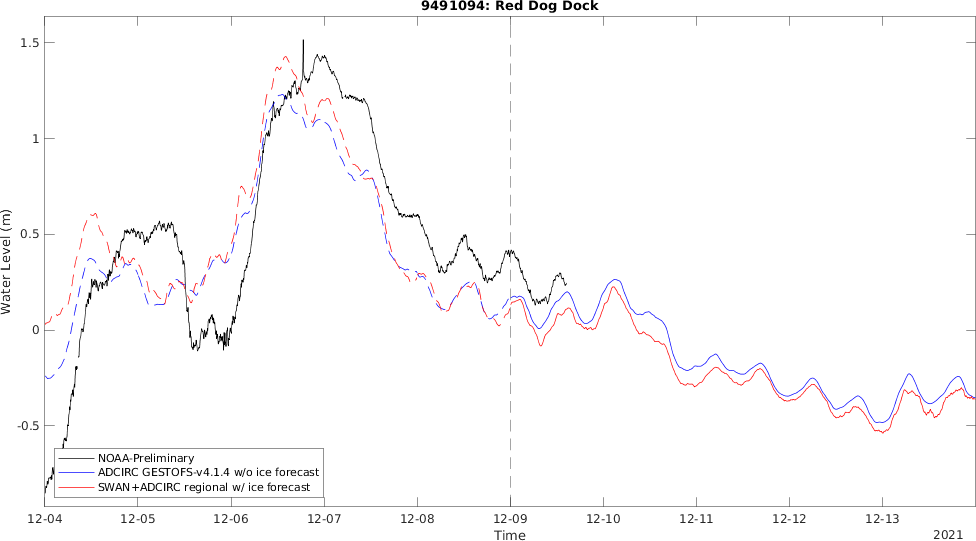 9491094: Red Dog Dock
Water Level (m)
1.5
1
0.5
0
-0.5
NOAA-Preliminary
ADCIRC GESTOFS-v4.1.4 w/o ice forecast
SWAN+ADCIRC regional w/ ice forecast
12-04 12-05 12-06 12-07 12-08 12-09 12-10 12-11 12-12 12-13
Time
2021